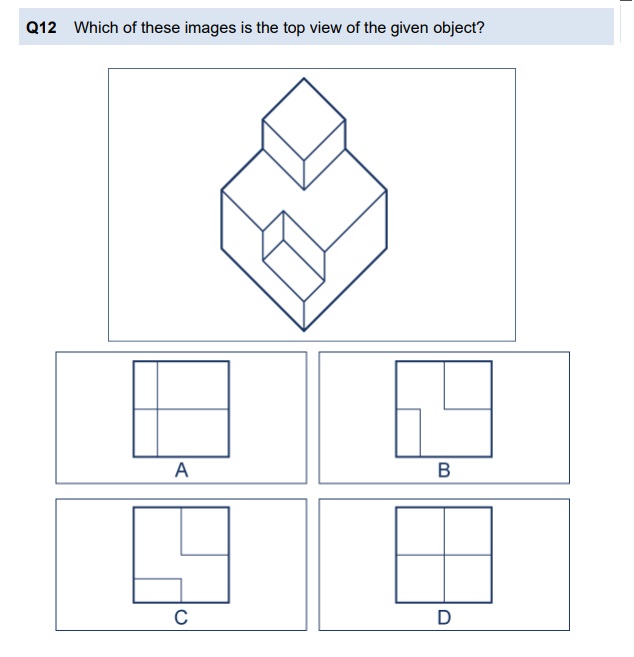 Q12 Which of these images is the top view of the given object?
A
B
C
D